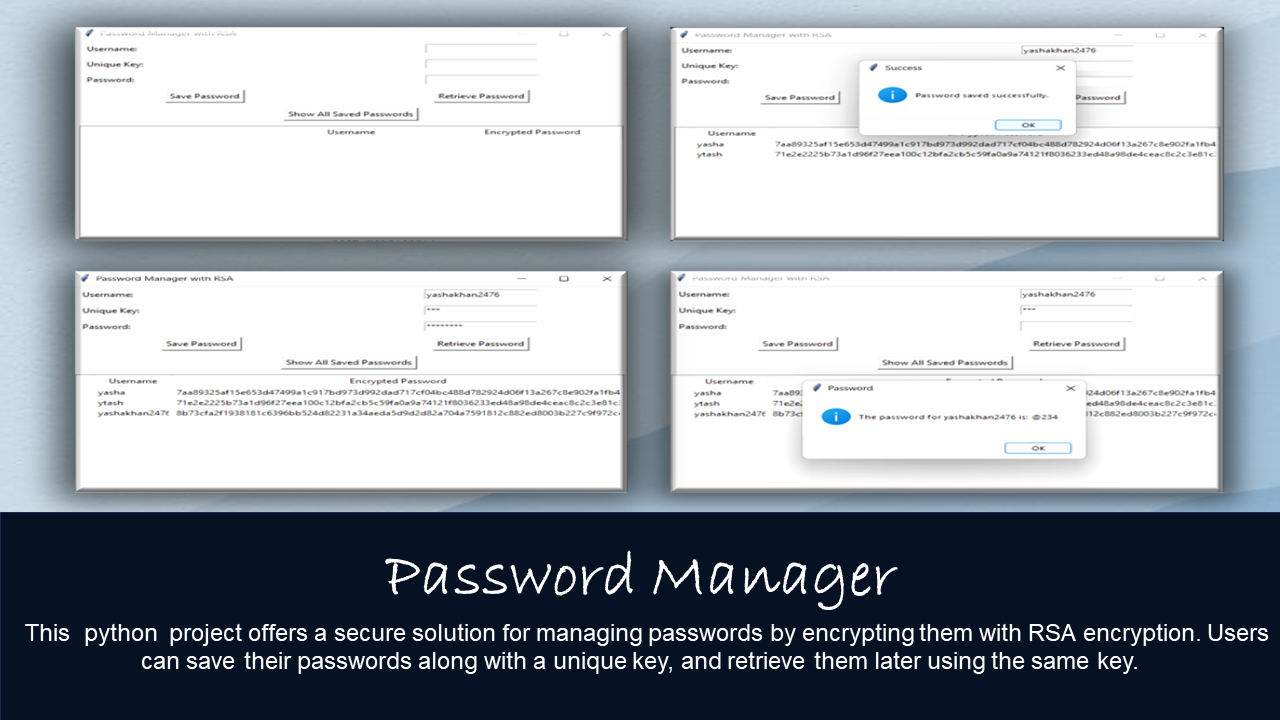 Password Manager with RSA
Username:
Unique Key:
Password:
Save Password Retrieve Password
Show All Saved Passwords
Username Encrypted Password
Password Manager with RSA
Username: yashakhan2476
Unique Key:
Password:
Success
Password saved successfully.
OK
Save Password Password
Username
yasha 7aa89325af15e653d47499a1c917bd973d992dad717cf04bc488d782924d06f13a267c8e902fa1fb4
ytash 71e2e2225b73a1d96f27eea100c12bfa2cb5c59fa0a9a74121f8036233ed48a98de4ceac8c2c3e81c
Password Manager with RSA
Username: yashakhan2476
Unique Key: ***
Password: ********
Save Password Retrieve Password
Show All Saved Passwords
Username Encrypted Password
yasha 7aa89325af15e653d47499a1c917bd973d992dad717cf04bc488d782924d06f13a267c8e902fa1fb4
ytash 71e2e2225b73a1d96f27eea100c12bfa2cb5c59fa0a9a74121f8036233ed48a98de4ceac8c2c3e81c
yashakhan2476 8b73cfa2f1938181c6396bb524d82231a34aeda5d9d2d82a704a7591812c882ed8003b227c9f972c
Password Manager with RSA
Username: yashakhan2476
Unique Key: ***
Password:
Save Password Retrieve Password
Show All Saved Passwords
Username
yasha 7aa89 24d06f13a267c8e902fa1fb4
ytash 71e2e ed48a98de4ceac8c2c3e81c
yashakhan2476 8b73cf 12c882ed8003b227c9f972c
Password
The password for yashakhan2476 is: @234
OK
Password Manager
This python project offers a secure solution for managing passwords by encrypting them with RSA encryption. Users
can save their passwords along with a unique key, and retrieve them later using the same key.